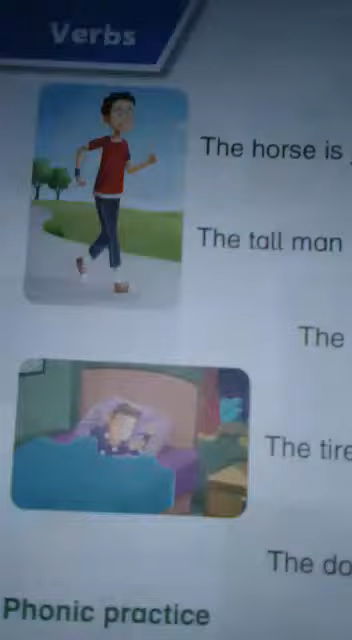 Verbs
The horse is
The tall man
The
The tire
The do
Phonic practice